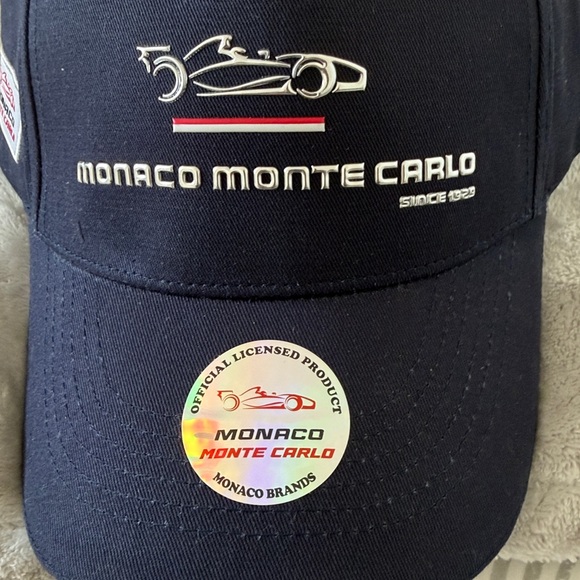 MONACO MONTE CARLO
SINCE 1929
OFFICIAL LICENSED PRODUCT
MONACO
MONTE CARLO
MONACO BRANDS